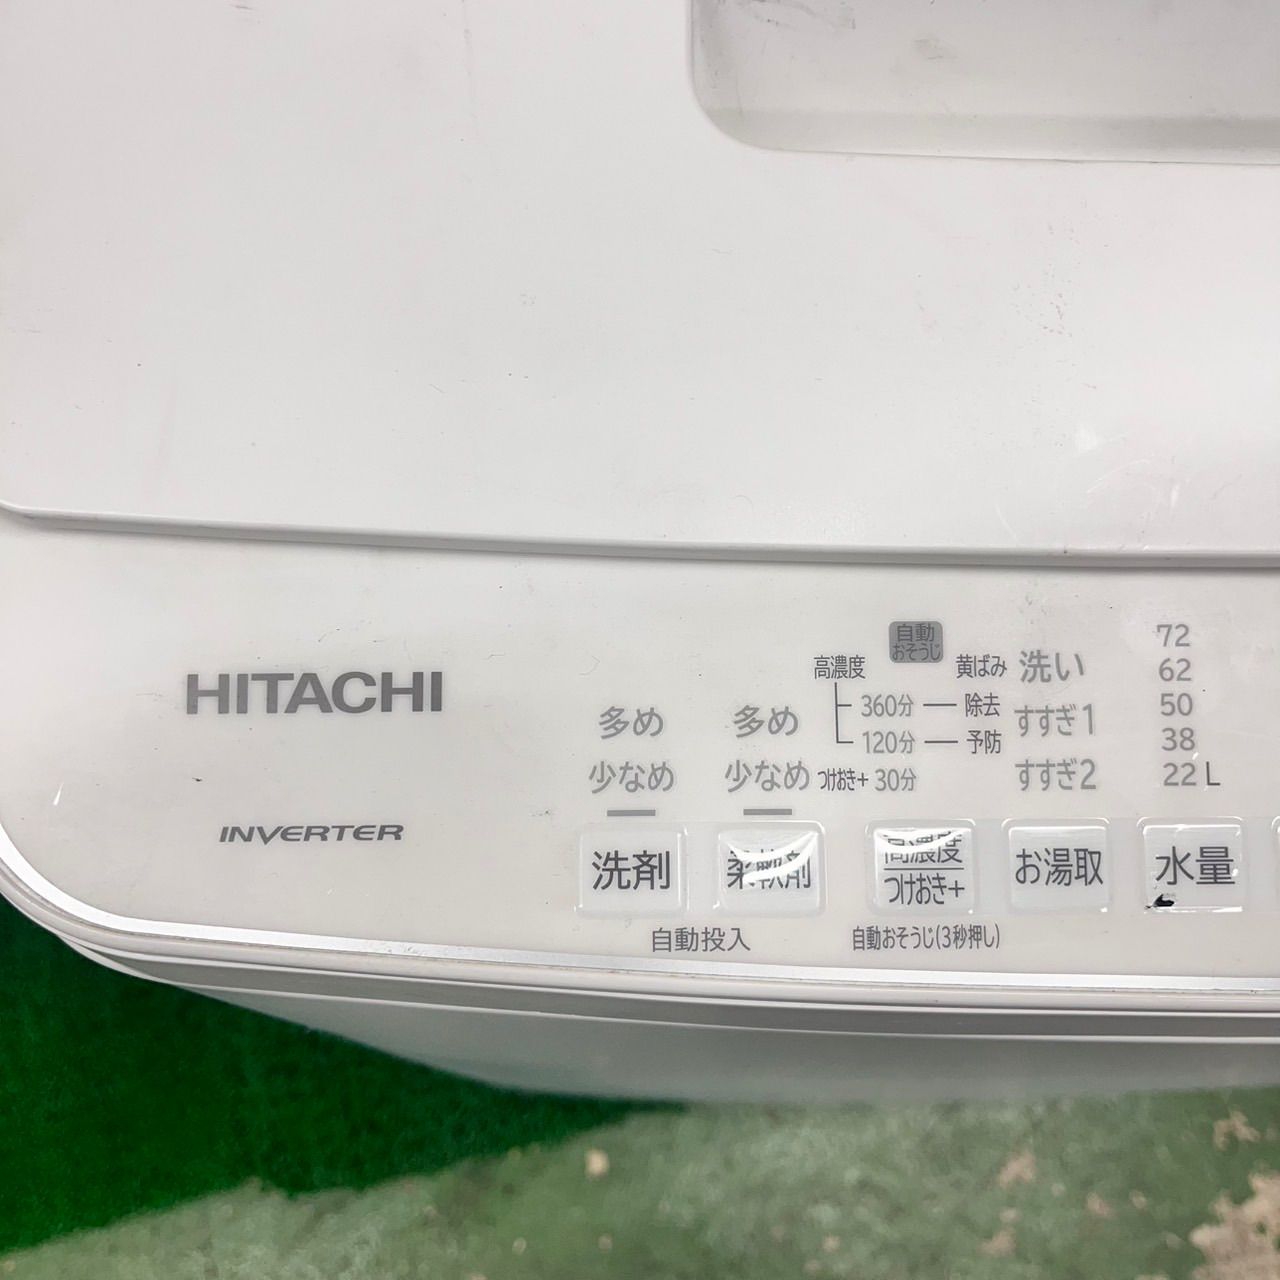 HITACHI
INVERTER
自動
おそうじ
高濃度 黄ばみ
360分 除去
120分 予防
つけおき+ 30分
多め 多め
少なめ 少なめ
洗い
すすぎ1
すすぎ2
72
62
50
38
22 L
洗剤
柔軟剤
高濃度
つけおき+
お湯取
水量
自動投入
自動おそうじ(3秒押し)